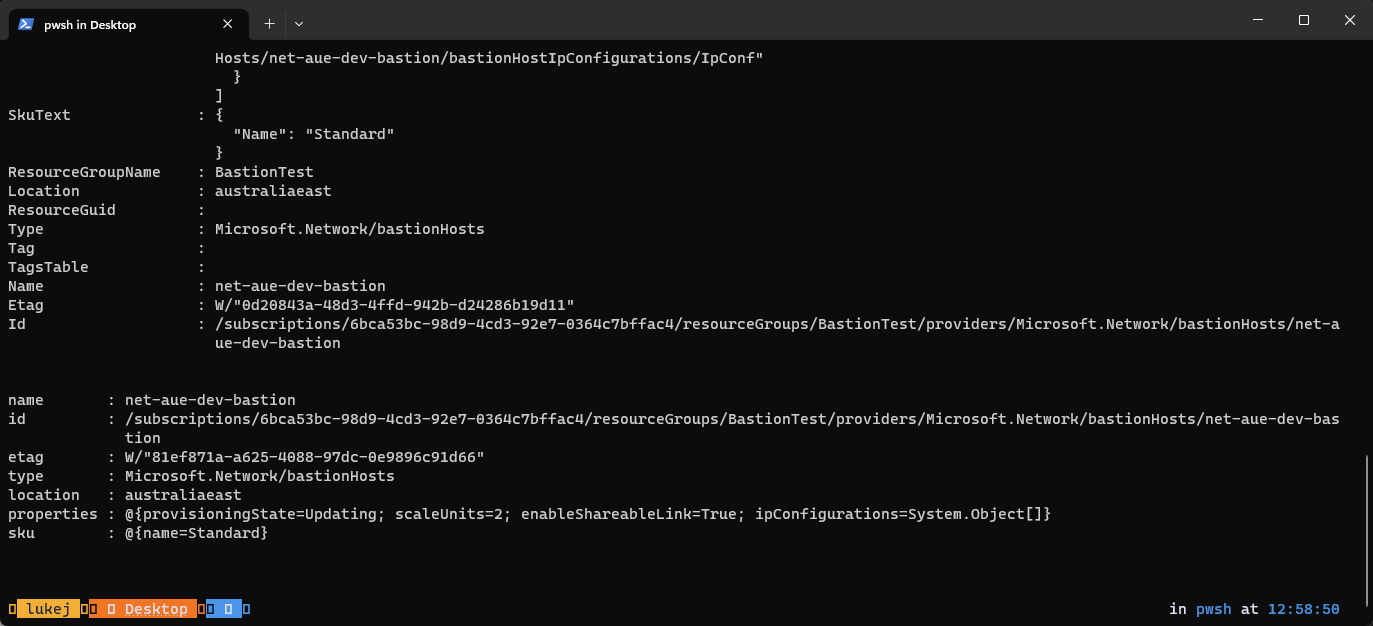 pwsh in Desktop
Hosts/net-aue-dev-bastion/bastionHostIpConfigurations/IpConf"
}
]
SkuText : {
"Name": "Standard"
}
ResourceGroupName : BastionTest
Location : australiaeast
ResourceGuid :
Type : Microsoft.Network/bastionHosts
Tag :
TagsTable :
Name : net-aue-dev-bastion
Etag : W/"0d20843a-48d3-4ffd-942b-d24286b19d11"
Id : /subscriptions/6bca53bc-98d9-4cd3-92e7-0364c7bffac4/resourceGroups/BastionTest/providers/Microsoft.Network/bastionHosts/net-a
ue-dev-bastion
name : net-aue-dev-bastion
id : /subscriptions/6bca53bc-98d9-4cd3-92e7-0364c7bffac4/resourceGroups/BastionTest/providers/Microsoft.Network/bastionHosts/net-aue-dev-bas
tion
etag : W/"81ef871a-a625-4088-97dc-0e9896c91d66"
type : Microsoft.Network/bastionHosts
location : australiaeast
properties : @{provisioningState=Updating; scaleUnits=2; enableShareableLink=True; ipConfigurations=System.Object[]}
sku : @{name=Standard}
lukej Desktop in pwsh at 12:58:50